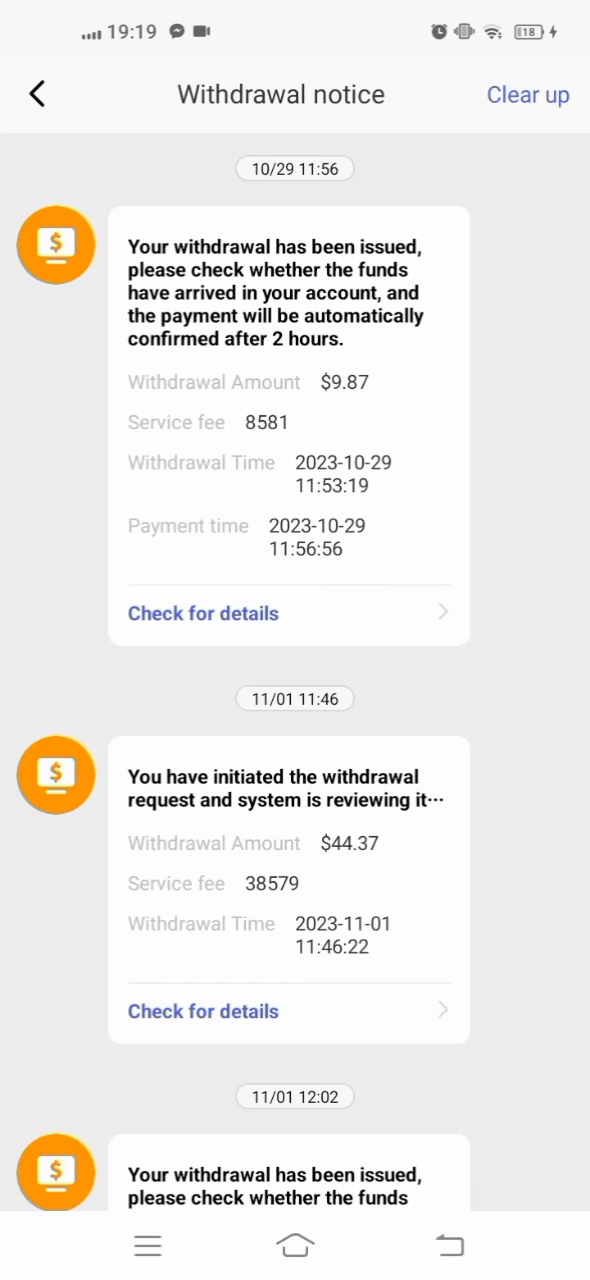 19:19 18
Withdrawal notice Clear up
10/29 11:56
$
Your withdrawal has been issued,
please check whether the funds
have arrived in your account, and
the payment will be automatically
confirmed after 2 hours.
Withdrawal Amount $9.87
Service fee 8581
Withdrawal Time 2023-10-29
11:53:19
Payment time 2023-10-29
11:56:56
Check for details
11/01 11:46
$
You have initiated the withdrawal
request and system is reviewing it···
Withdrawal Amount $44.37
Service fee 38579
Withdrawal Time 2023-11-01
11:46:22
Check for details
11/01 12:02
$
Your withdrawal has been issued,
please check whether the funds